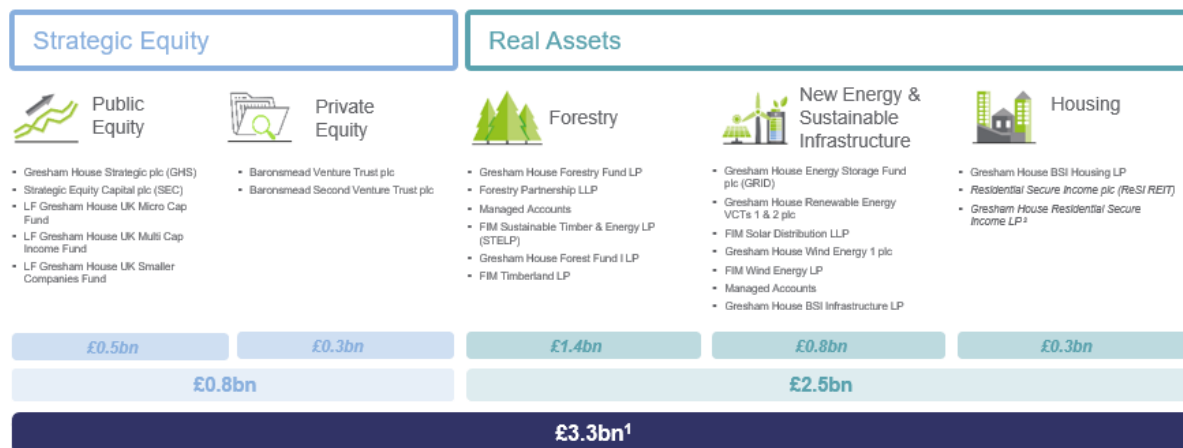 Strategic Equity
Real Assets
Public
Equity
Private
Equity
Forestry
New Energy &
Sustainable
Infrastructure
Housing
▪ Gresham House Strategic plc (GHS)
▪ Strategic Equity Capital plc (SEC)
▪ LF Gresham House UK Micro Cap
Fund
▪ LF Gresham House UK Multi Cap
Income Fund
▪ LF Gresham House UK Smaller
Companies Fund
▪ Baronsmead Venture Trust plc
▪ Baronsmead Second Venture Trust plc
▪ Gresham House Forestry Fund LP
▪ Forestry Partnership LLP
▪ Managed Accounts
▪ FIM Sustainable Timber & Energy LP
(STELP)
▪ Gresham House Forest Fund I LP
▪ FIM Timberland LP
▪ Gresham House Energy Storage Fund
plc (GRID)
▪ Gresham House Renewable Energy
VCTs 1 & 2 plc
▪ FIM Solar Distribution LLP
▪ Gresham House Wind Energy 1 plc
▪ FIM Wind Energy LP
▪ Managed Accounts
▪ Gresham House BSI Infrastructure LP
▪ Gresham House BSI Housing LP
▪ Residential Secure Income plc (ReSI REIT)
▪ Gresham House Residential Secure
Income LP
£0.5bn
£0.3bn
£1.4bn
£0.8bn
£0.3bn
£0.8bn
£2.5bn
£3.3bn¹